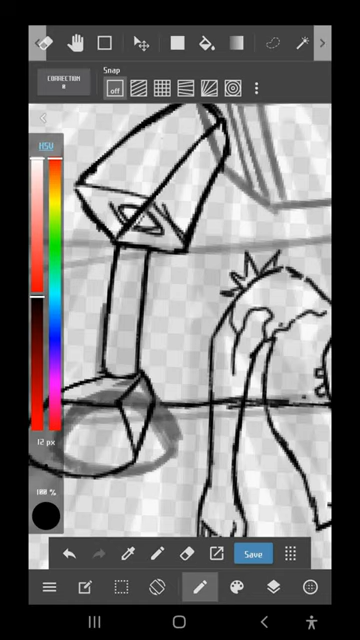 CORRECTION
Snap
off
HSV
12 px
100 %
Save